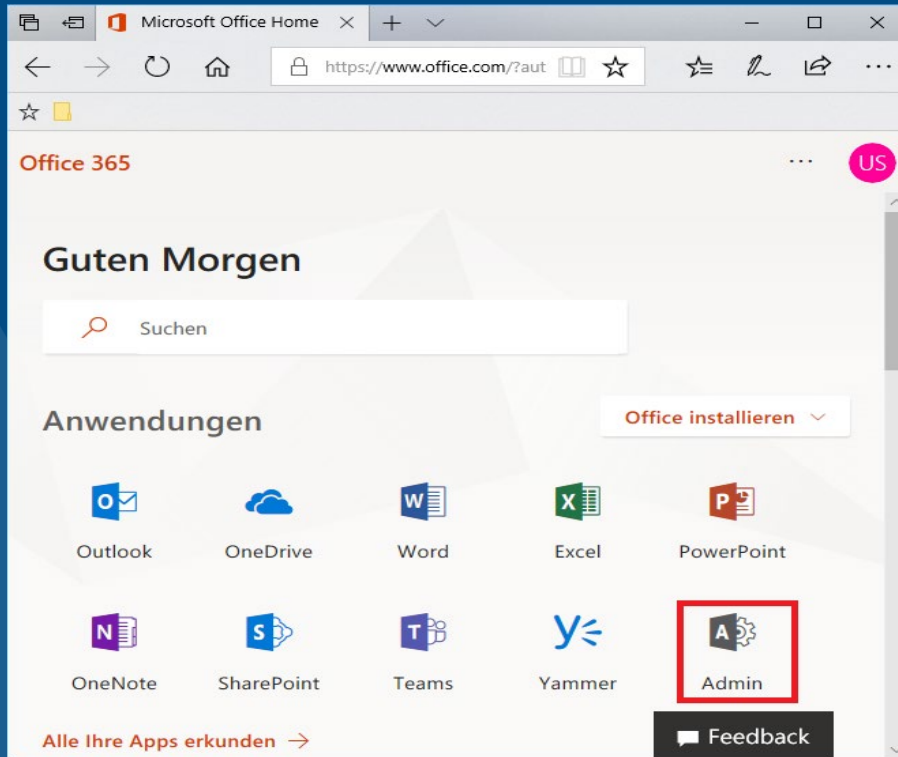 Microsoft Office Home
https://www.office.com/?aut
Office 365
US
Guten Morgen
Suchen
Anwendungen
Office installieren
Outlook OneDrive Word Excel PowerPoint
OneNote SharePoint Teams Yammer Admin
Alle Ihre Apps erkunden →
Feedback